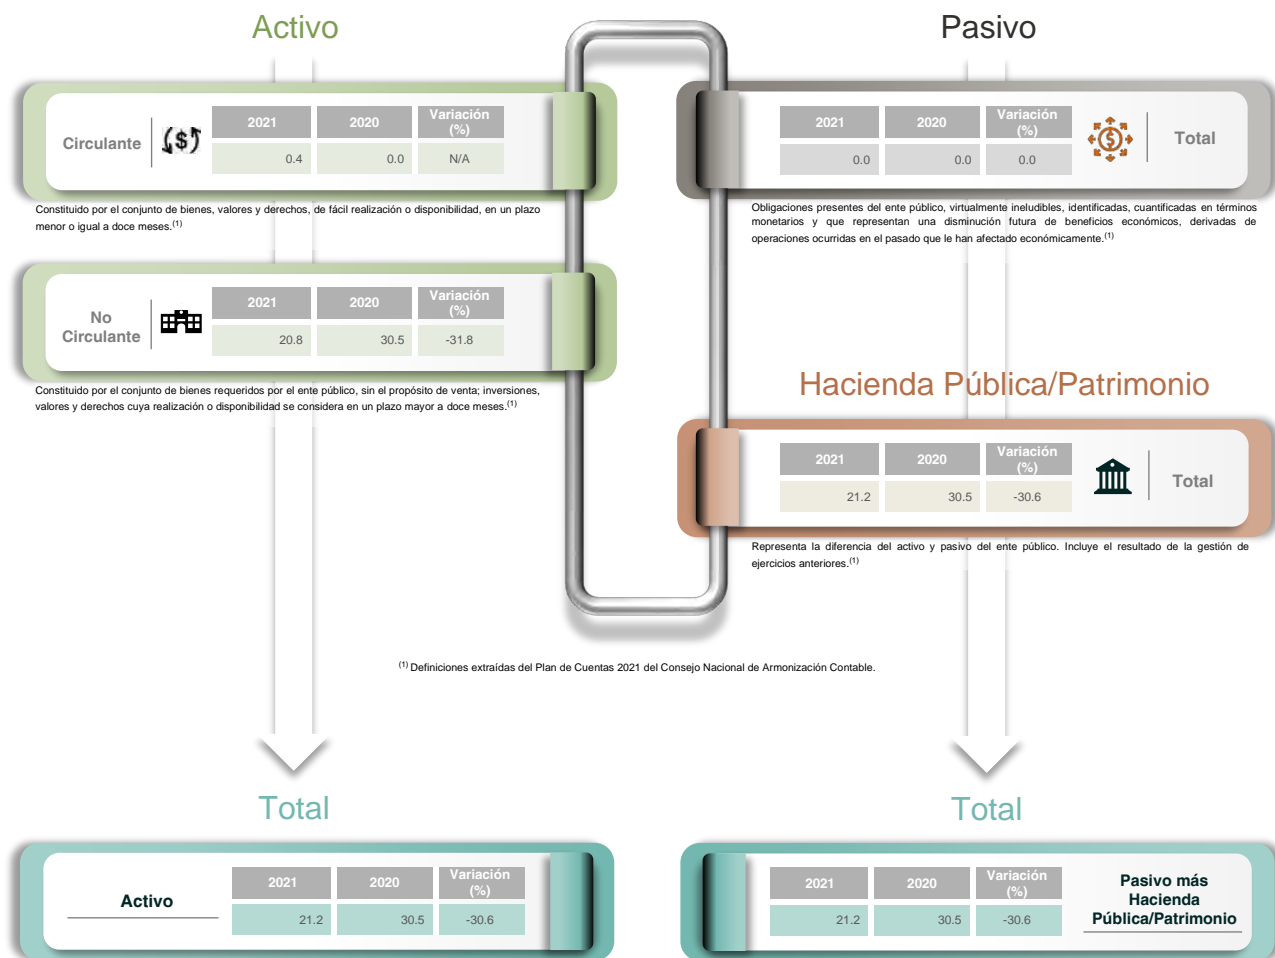 Activo
Circulante
2021 2020 Variación (%)
0.4 0.0 N/A
Constituido por el conjunto de bienes, valores y derechos, de fácil realización o disponibilidad, en un plazo
menor o igual a doce meses.(1)
No
Circulante
2021 2020 Variación (%)
20.8 30.5 -31.8
Constituido por el conjunto de bienes requeridos por el ente público, sin el propósito de venta; inversiones,
valores y derechos cuya realización o disponibilidad se considera en un plazo mayor a doce meses.(1)
Pasivo
2021 2020 Variación (%)
0.0 0.0 0.0
Total
Obligaciones presentes del ente público, virtualmente ineludibles, identificadas, cuantificadas en términos
monetarios y que representan una disminución futura de beneficios económicos, derivadas de
operaciones ocurridas en el pasado que le han afectado económicamente.(1)
Hacienda Pública/Patrimonio
2021 2020 Variación (%)
21.2 30.5 -30.6
Total
Representa la diferencia del activo y pasivo del ente público. Incluye el resultado de la gestión de
ejercicios anteriores.(1)
(1) Definiciones extraídas del Plan de Cuentas 2021 del Consejo Nacional de Armonización Contable.
Total
Activo
2021 2020 Variación (%)
21.2 30.5 -30.6
Total
2021 2020 Variación (%)
21.2 30.5 -30.6
Pasivo más
Hacienda
Pública/Patrimonio